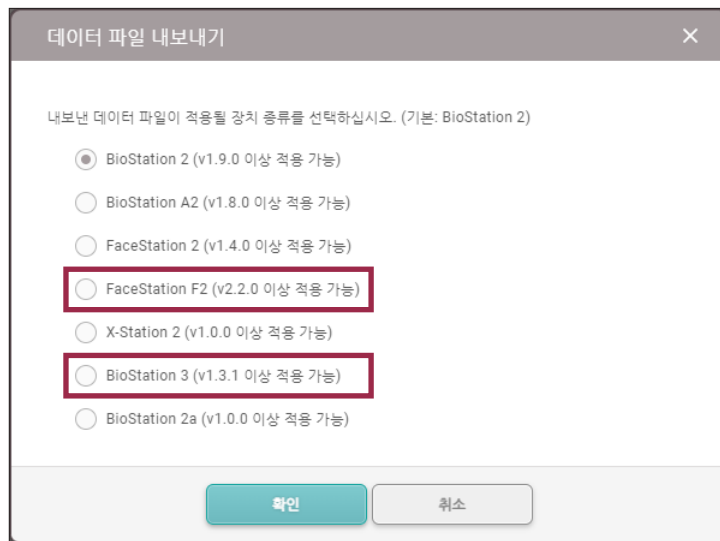 데이터 파일 내보내기
내보낸 데이터 파일이 적용될 장치 종류를 선택하십시오. (기본: BioStation 2)
BioStation 2 (v1.9.0 이상 적용 가능)
BioStation A2 (v1.8.0 이상 적용 가능)
FaceStation 2 (v1.4.0 이상 적용 가능)
FaceStation F2 (v2.2.0 이상 적용 가능)
X-Station 2 (v1.0.0 이상 적용 가능)
BioStation 3 (v1.3.1 이상 적용 가능)
BioStation 2a (v1.0.0 이상 적용 가능)
확인 취소